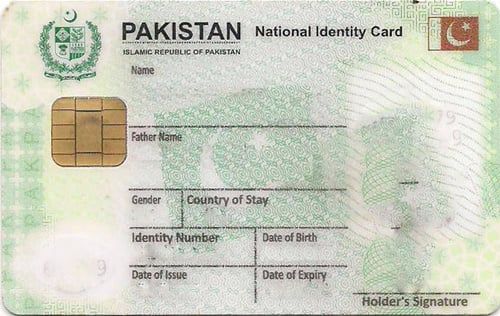 PAKISTAN National Identity Card
ISLAMIC REPUBLIC OF PAKISTAN
Name
Father Name
Gender Country of Stay
Identity Number Date of Birth
Date of Issue Date of Expiry
Holder's Signature